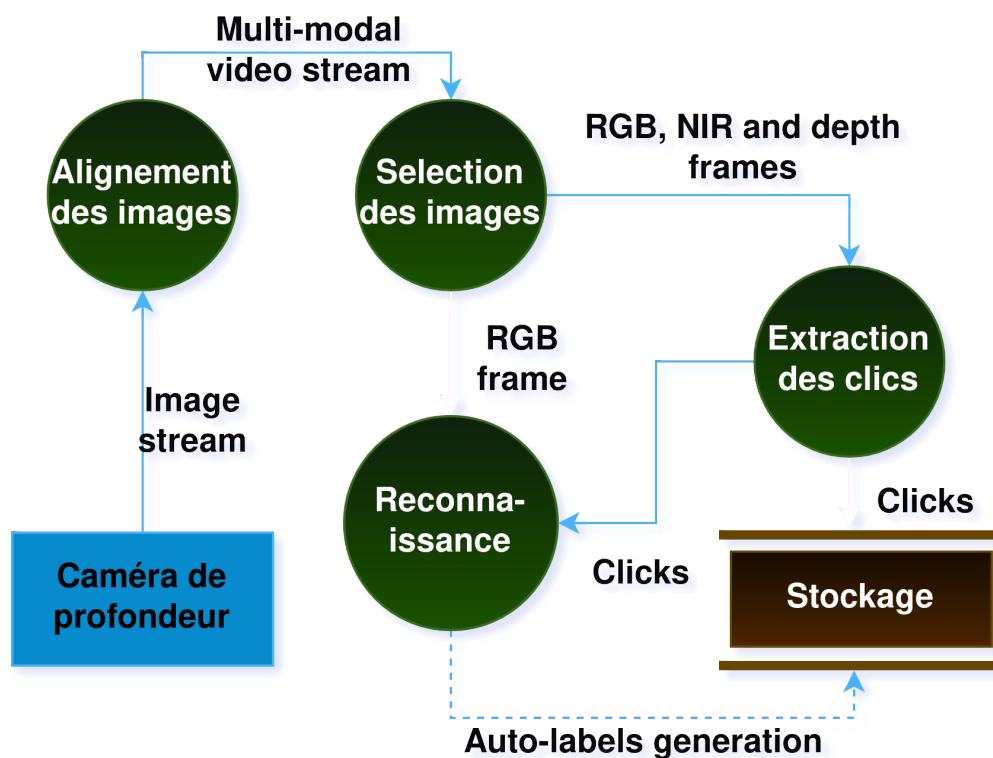 Multi-modal
video stream
RGB, NIR and depth
frames
Alignement
des images
Selection
des images
RGB
frame
Extraction
des clics
Image
stream
Reconna-
issance
Clicks
Clicks
Caméra de
profondeur
Stockage
Auto-labels generation